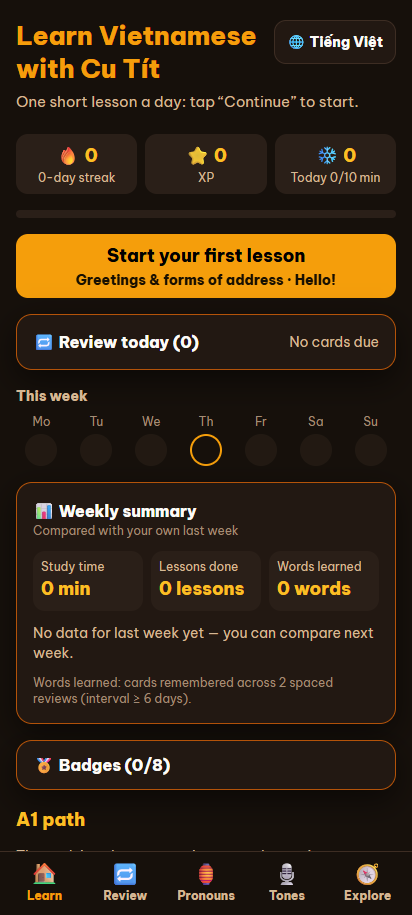 Learn Vietnamese
with Cu Tít
Tiếng Việt
One short lesson a day: tap “Continue” to start.
0
0-day streak
0
XP
0
Today 0/10 min
Start your first lesson
Greetings & forms of address · Hello!
Review today (0)
No cards due
This week
Mo Tu We Th Fr Sa Su
Weekly summary
Compared with your own last week
Study time
0 min
Lessons done
0 lessons
Words learned
0 words
No data for last week yet — you can compare next
week.
Words learned: cards remembered across 2 spaced
reviews (interval ≥ 6 days).
Badges (0/8)
A1 path
Learn
Review
Pronouns
Tones
Explore